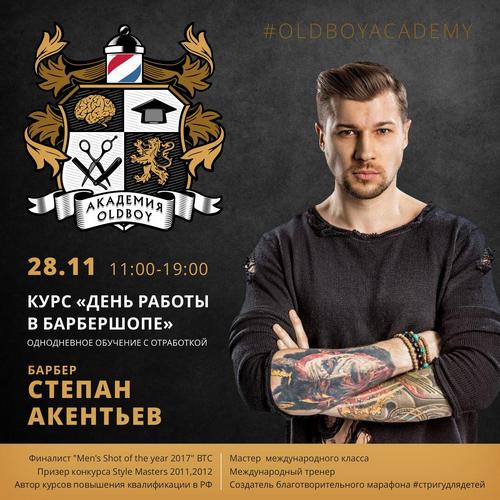 #OLDBOYACADEMY
АКАДЕМИЯ
OLDBOY
28.11 11:00-19:00
КУРС «ДЕНЬ РАБОТЫ
В БАРБЕРШОПЕ»
ОДНОДНЕВНОЕ ОБУЧЕНИЕ С ОТРАБОТКОЙ
БАРБЕР
СТЕПАН
АКЕНТЬЕВ
Финалист "Men's Shot of the year 2017" BTC
Призер конкурса Style Masters 2011,2012
Автор курсов повышения квалификации в РФ
Мастер международного класса
Международный тренер
Создатель благотворительного марафона #стригудлядетей